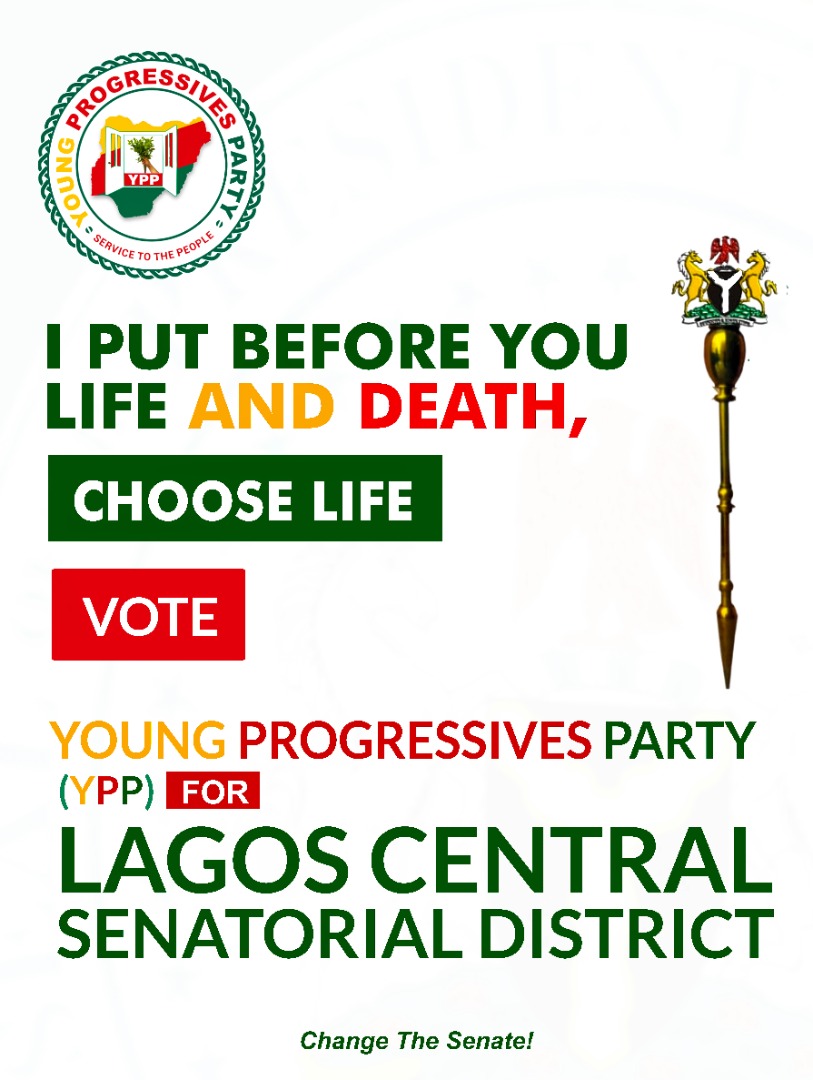 YOUNG PROGRESSIVES PARTY
YPP
SERVICE TO THE PEOPLE
I PUT BEFORE YOU
LIFE AND DEATH,
CHOOSE LIFE
VOTE
YOUNG PROGRESSIVES PARTY
(YPP) FOR
LAGOS CENTRAL
SENATORIAL DISTRICT
Change The Senate!